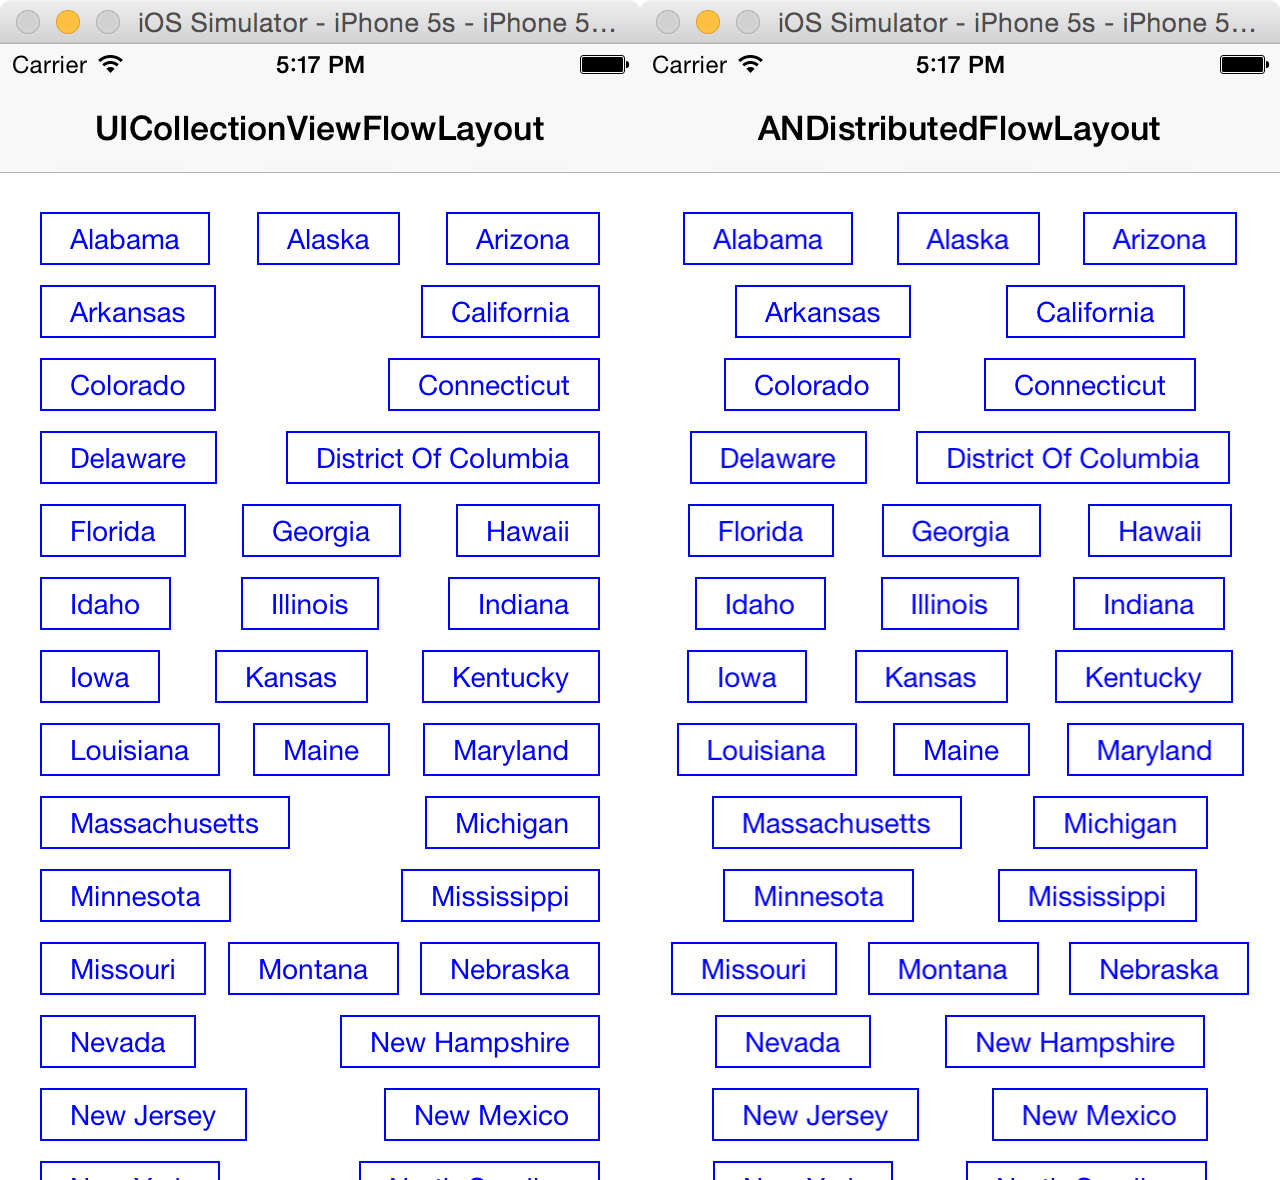 iOS Simulator - iPhone 5s - iPhone 5...
Carrier 5:17 PM
UICollectionViewFlowLayout
Alabama Alaska Arizona
Arkansas California
Colorado Connecticut
Delaware District Of Columbia
Florida Georgia Hawaii
Idaho Illinois Indiana
Iowa Kansas Kentucky
Louisiana Maine Maryland
Massachusetts Michigan
Minnesota Mississippi
Missouri Montana Nebraska
Nevada New Hampshire
New Jersey New Mexico
iOS Simulator - iPhone 5s - iPhone 5...
Carrier 5:17 PM
ANDistributedFlowLayout
Alabama Alaska Arizona
Arkansas California
Colorado Connecticut
Delaware District Of Columbia
Florida Georgia Hawaii
Idaho Illinois Indiana
Iowa Kansas Kentucky
Louisiana Maine Maryland
Massachusetts Michigan
Minnesota Mississippi
Missouri Montana Nebraska
Nevada New Hampshire
New Jersey New Mexico